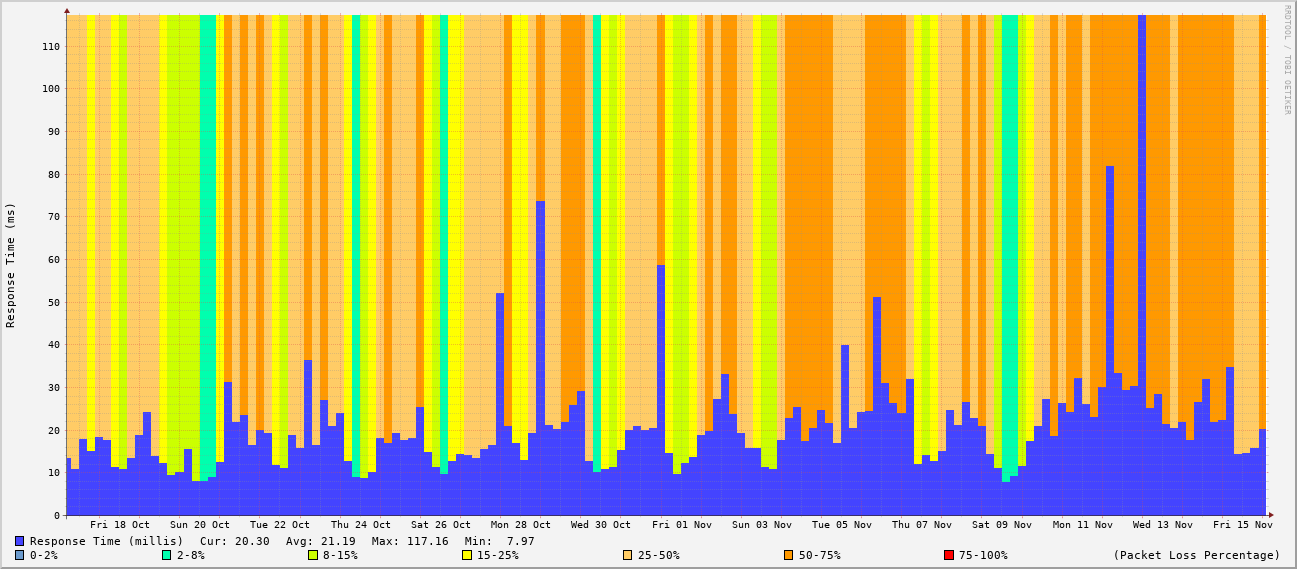 RRDTOOL / TOBI OETIKER
Response Time (ms)
110
100
90
80
70
60
50
40
30
20
10
0
Fri 18 Oct Sun 20 Oct Tue 22 Oct Thu 24 Oct Sat 26 Oct Mon 28 Oct Wed 30 Oct Fri 01 Nov Sun 03 Nov Tue 05 Nov Thu 07 Nov Sat 09 Nov Mon 11 Nov Wed 13 Nov Fri 15 Nov
Response Time (millis) Cur: 20.30 Avg: 21.19 Max: 117.16 Min: 7.97
0-2% 2-8% 8-15% 15-25% 25-50% 50-75% 75-100% (Packet Loss Percentage)